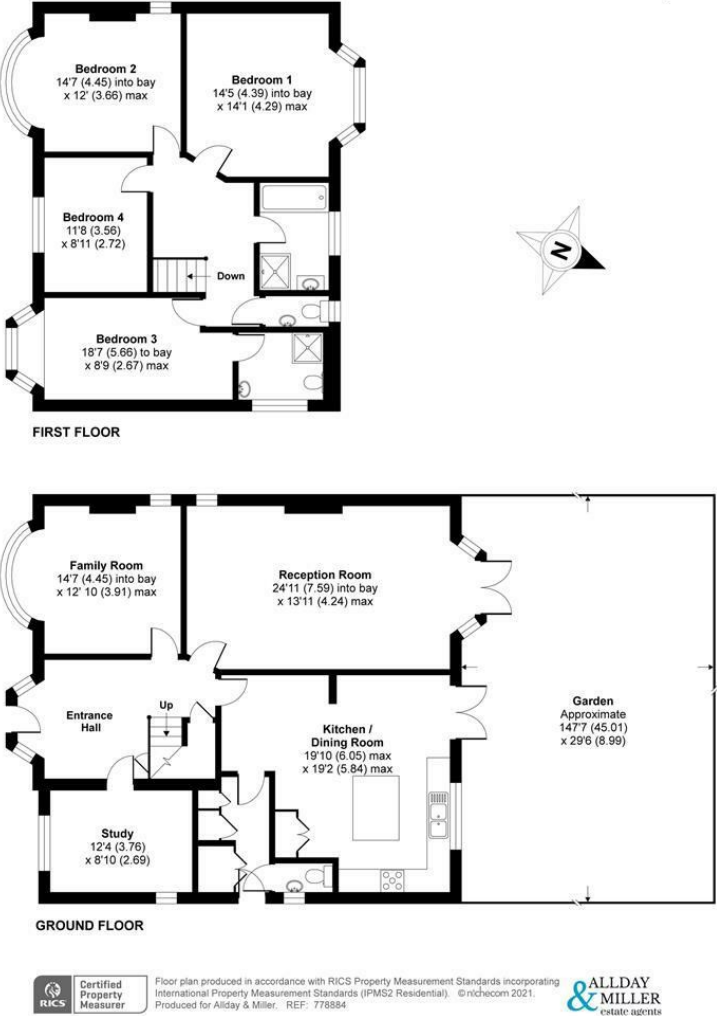 Bedroom 2
14'7 (4.45) into bay
x 12' (3.66) max
Bedroom 1
14'5 (4.39) into bay
x 14'1 (4.29) max
Bedroom 4
11'8 (3.56)
x 8'11 (2.72)
N
Down
Bedroom 3
18'7 (5.66) to bay
x 8'9 (2.67) max
FIRST FLOOR
Family Room
14'7 (4.45) into bay
x 12' 10 (3.91) max
Reception Room
24'11 (7.59) into bay
x 13'11 (4.24) max
Entrance
Hall
Up
Kitchen /
Dining Room
19'10 (6.05) max
x 19'2 (5.84) max
Garden
Approximate
147'7 (45.01)
x 29'6 (8.99)
Study
12'4 (3.76)
x 8'10 (2.69)
GROUND FLOOR
RICS
Certified
Property
Measurer
Floor plan produced in accordance with RICS Property Measurement Standards incorporating
International Property Measurement Standards (IPMS2 Residential). ©nichecom 2021.
Produced for Allday & Miller. REF: 778884
ALLDAY
& MILLER
estate agents